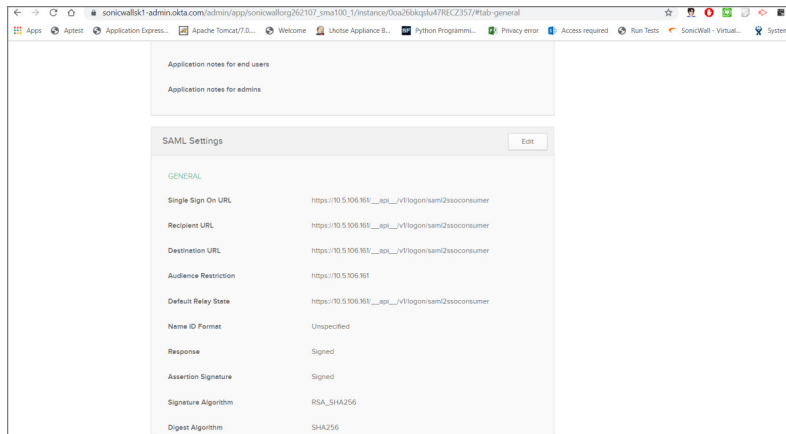 sonicwallsk1-admin.okta.com/admin/app/sonicwallorg262107_sma100_1/instance/0oa26bkqslu47RECZ357/#tab-general
Apps Aptest Application Express... Apache Tomcat/7.0.... Welcome Lhotse Appliance B... Python Programmi... Privacy error Access required Run Tests SonicWall - Virtual... System
Application notes for end users
Application notes for admins
SAML Settings Edit
GENERAL
Single Sign On URL https://10.5.106.161/__api__/v1/logon/saml2ssoconsumer
Recipient URL https://10.5.106.161/__api__/v1/logon/saml2ssoconsumer
Destination URL https://10.5.106.161/__api__/v1/logon/saml2ssoconsumer
Audience Restriction https://10.5.106.161
Default Relay State https://10.5.106.161/__api__/v1/logon/saml2ssoconsumer
Name ID Format Unspecified
Response Signed
Assertion Signature Signed
Signature Algorithm RSA_SHA256
Digest Algorithm SHA256